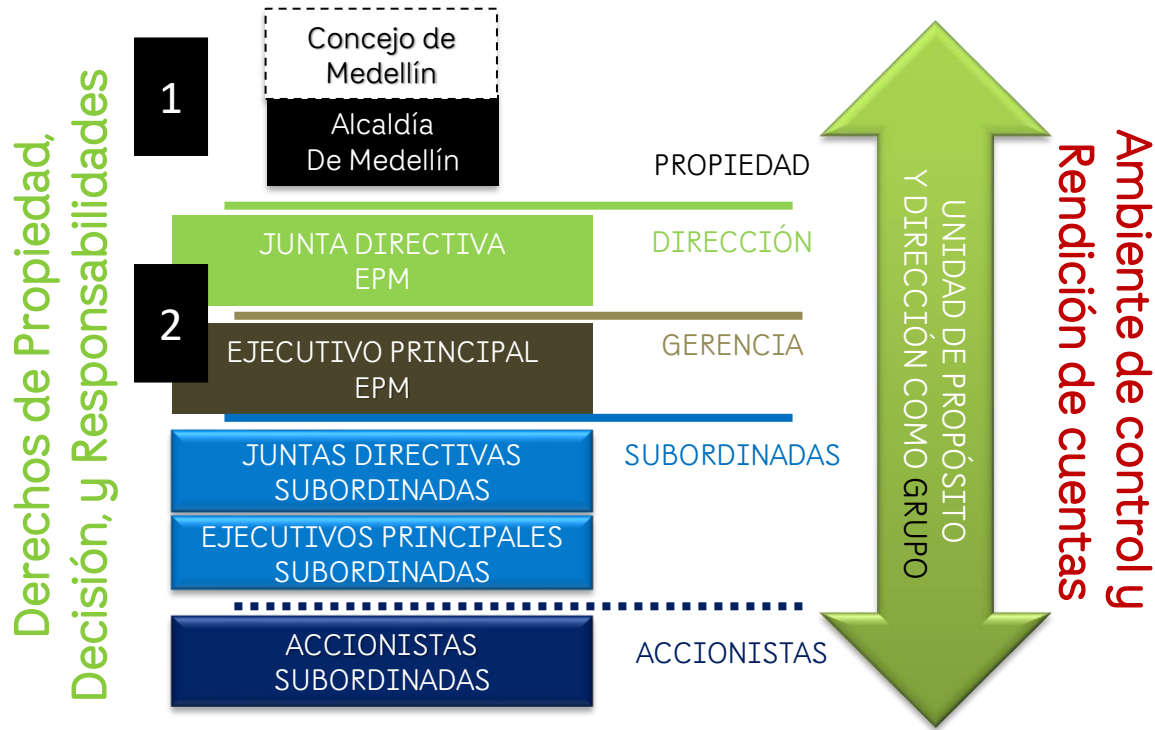 Derechos de Propiedad,
Decisión, y Responsabilidades
1
Concejo de
Medellín
Alcaldía
De Medellín
PROPIEDAD
JUNTA DIRECTIVA
EPM
DIRECCIÓN
2
EJECUTIVO PRINCIPAL
EPM
GERENCIA
JUNTAS DIRECTIVAS
SUBORDINADAS
SUBORDINADAS
EJECUTIVOS PRINCIPALES
SUBORDINADAS
ACCIONISTAS
SUBORDINADAS
ACCIONISTAS
UNIDAD DE PROPÓSITO
Y DIRECCIÓN COMO GRUPO
Ambiente de control y
Rendición de cuentas